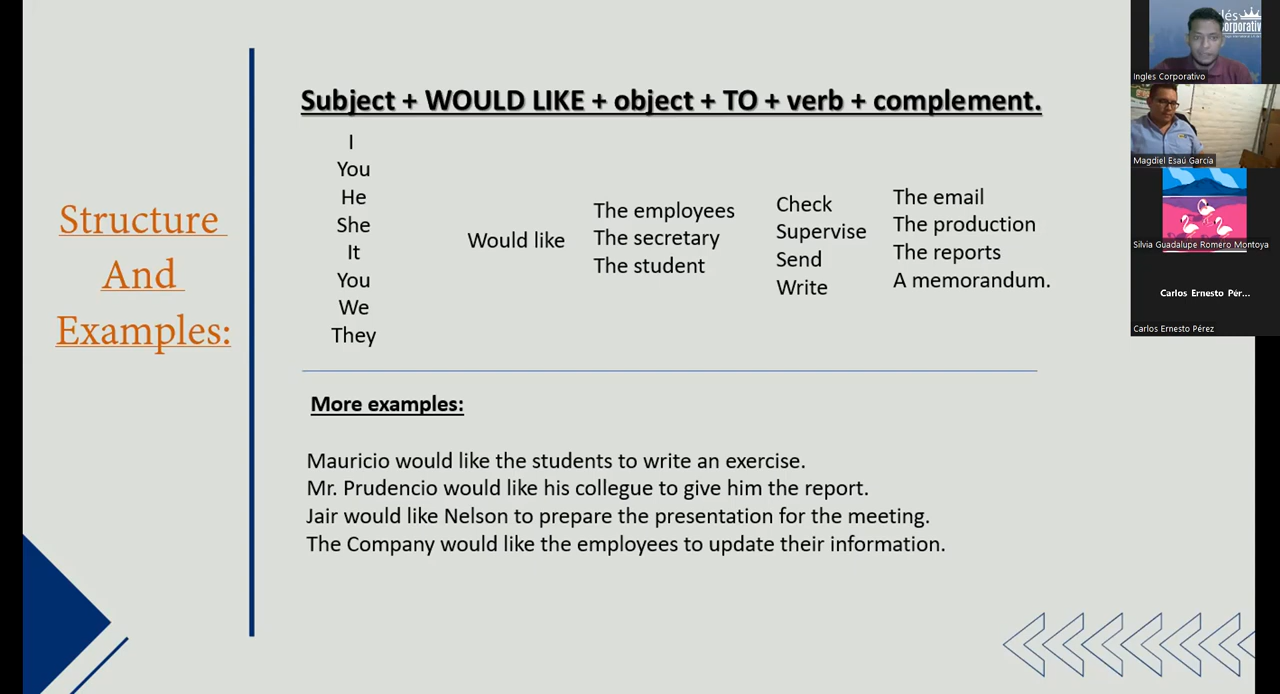 Structure
And
Examples:
Subject + WOULD LIKE + object + TO + verb + complement.
I
You
He
She
It
You
We
They
Would like
The employees
The secretary
The student
Check
Supervise
Send
Write
The email
The production
The reports
A memorandum.
More examples:
Mauricio would like the students to write an exercise.
Mr. Prudencio would like his collegue to give him the report.
Jair would like Nelson to prepare the presentation for the meeting.
The Company would like the employees to update their information.
Ingles Corporativo
Magdiel Esaú García
Silvia Guadalupe Romero Montoya
Carlos Ernesto Pér...
Carlos Ernesto Pérez